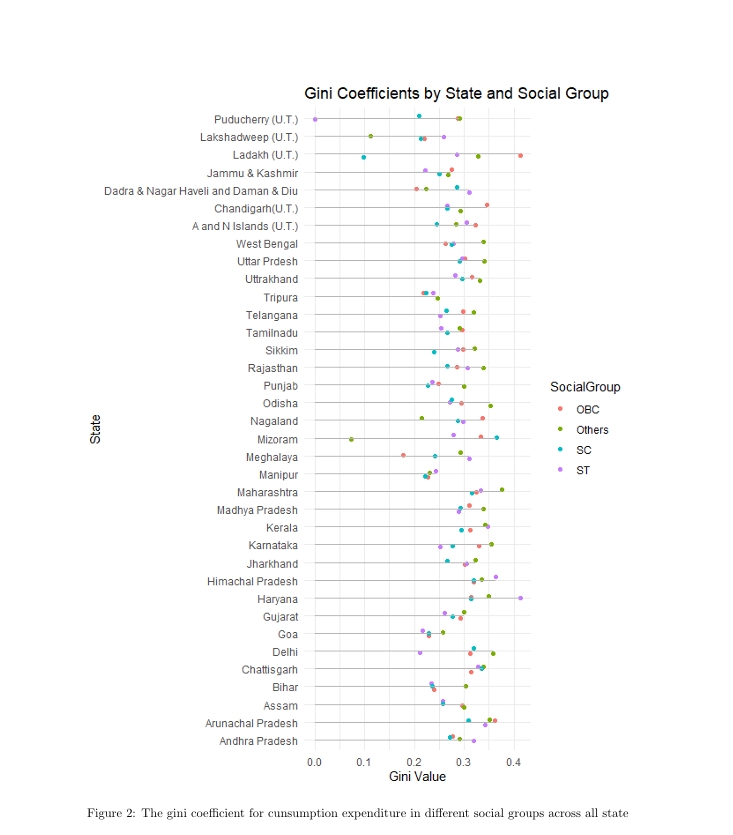 Gini Coefficients by State and Social Group
Puducherry (U.T.)
Lakshadweep (U.T.)
Ladakh (U.T.)
Jammu & Kashmir
Dadra & Nagar Haveli and Daman & Diu
Chandigarh(U.T.)
A and N Islands (U.T.)
West Bengal
Uttar Prdesh
Uttrakhand
Tripura
Telangana
Tamilnadu
Sikkim
Rajasthan
Punjab
Odisha
Nagaland
Mizoram
Meghalaya
Manipur
Maharashtra
Madhya Pradesh
Kerala
Karnataka
Jharkhand
Himachal Pradesh
Haryana
Gujarat
Goa
Delhi
Chattisgarh
Bihar
Assam
Arunachal Pradesh
Andhra Pradesh
State
0.0 0.1 0.2 0.3 0.4
Gini Value
SocialGroup
OBC
Others
SC
ST
Figure 2: The gini coefficient for cunsumption expenditure in different social groups across all state